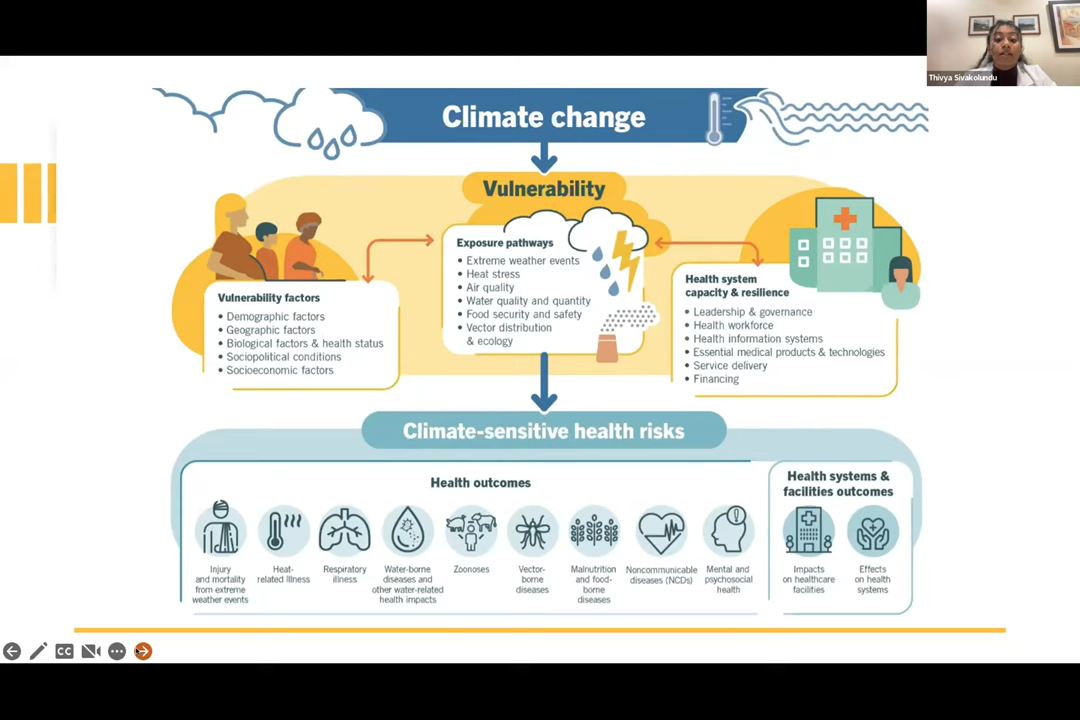 Thivya Sivakolundu
Climate change
Vulnerability
Exposure pathways
• Extreme weather events
• Heat stress
• Air quality
• Water quality and quantity
• Food security and safety
• Vector distribution
& ecology
Vulnerability factors
• Demographic factors
• Geographic factors
• Biological factors & health status
• Sociopolitical conditions
• Socioeconomic factors
Health system
capacity & resilience
• Leadership & governance
• Health workforce
• Health information systems
• Essential medical products & technologies
• Service delivery
• Financing
Climate-sensitive health risks
Health outcomes
Injury
and mortality
from extreme
weather events
Heat-
related illness
Respiratory
illness
Water-borne
diseases and
other water-related
health impacts
Zoonoses
Vector-
borne
diseases
Malnutrition
and food-
borne
diseases
Noncommunicable
diseases (NCDs)
Mental and
psychosocial
health
Health systems &
facilities outcomes
Impacts
on healthcare
facilities
Effects
on health
systems
CC